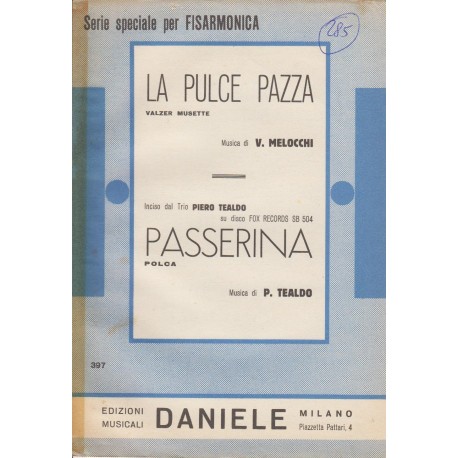 Serie speciale per FISARMONICA
285
LA PULCE PAZZA
VALZER MUSETTE
Musica di V. MELOCCHI
Inciso dal Trio PIERO TEALDO
su disco FOX RECORDS SB 504
PASSERINA
POLCA
Musica di P. TEALDO
397
EDIZIONI MUSICALI DANIELE MILANO
Piazzetta Pattari, 4